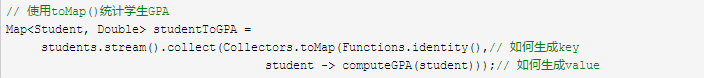 // 使用toMap()统计学生GPA
Map<Student, Double> studentToGPA =
students.stream().collect(Collectors.toMap(Functions.identity(),// 如何生成key
student -> computeGPA(student)));// 如何生成value